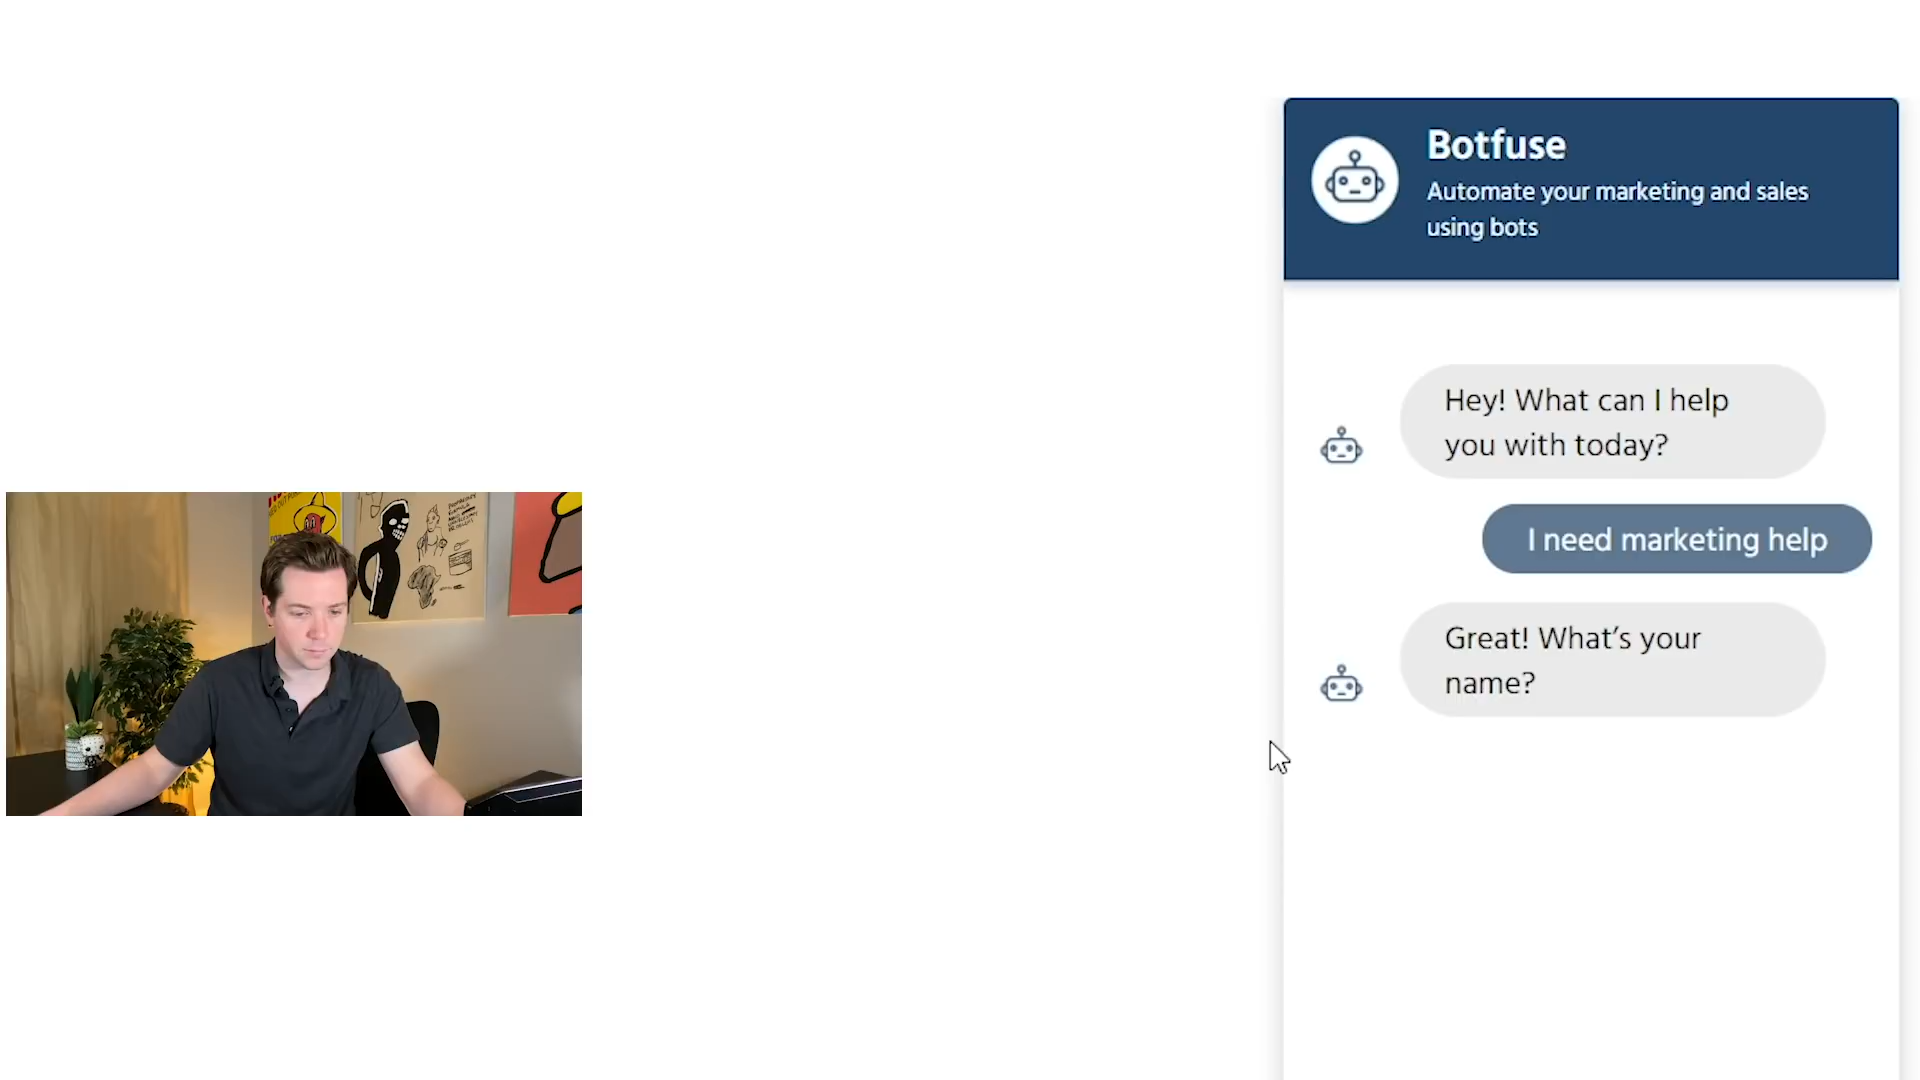 Botfuse
Automate your marketing and sales
using bots
Hey! What can I help
you with today?
I need marketing help
Great! What's your
name?